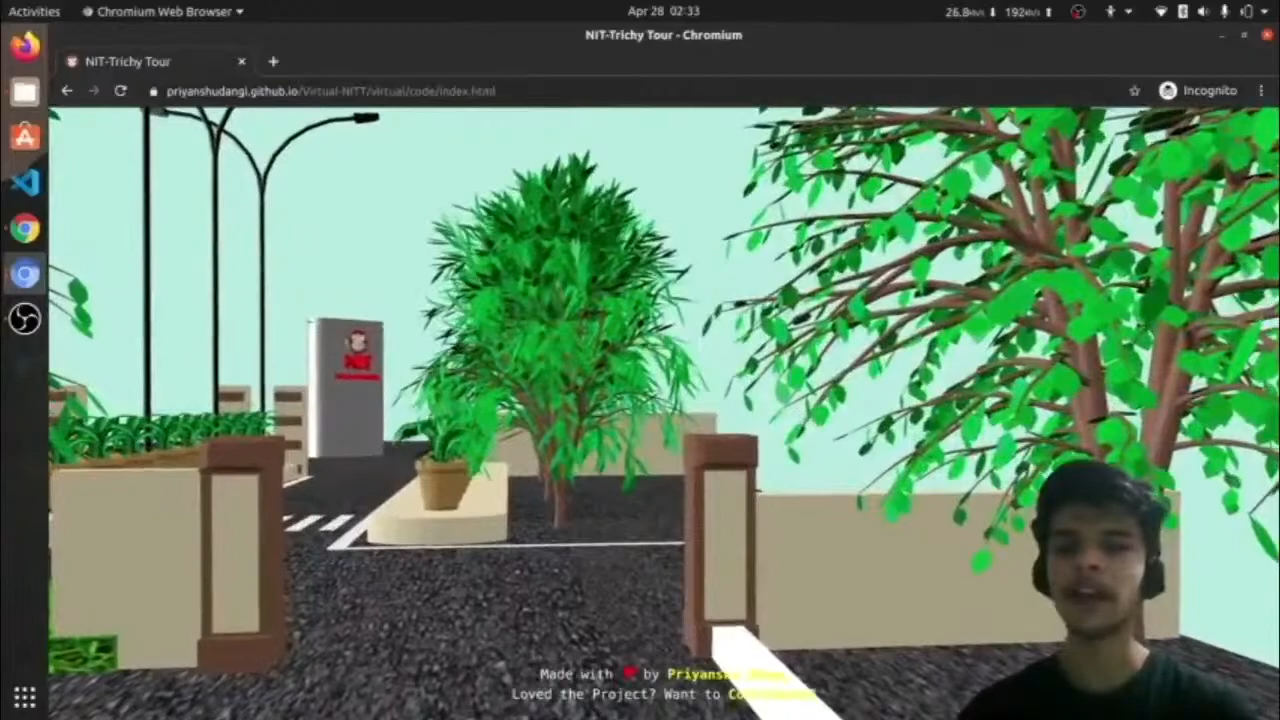 Activities
Chromium Web Browser
Apr 28 02:33
NIT-Trichy Tour - Chromium
NIT-Trichy Tour
priyanshudangi.github.io/Virtual-NITT/virtual/code/index.html
Incognito
Made with ❤ by
Loved the Project? Want to